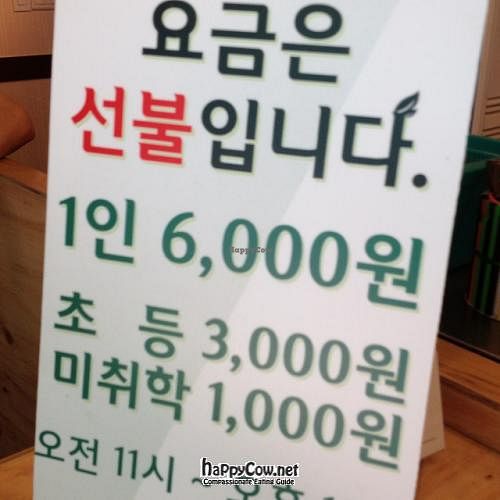 요금은
선불입니다.
1인 6,000원
초 등 3,000원
미취학 1,000원
오전 11시 ~
HappyCow
HappyCow.net
Compassionate Eating Guide